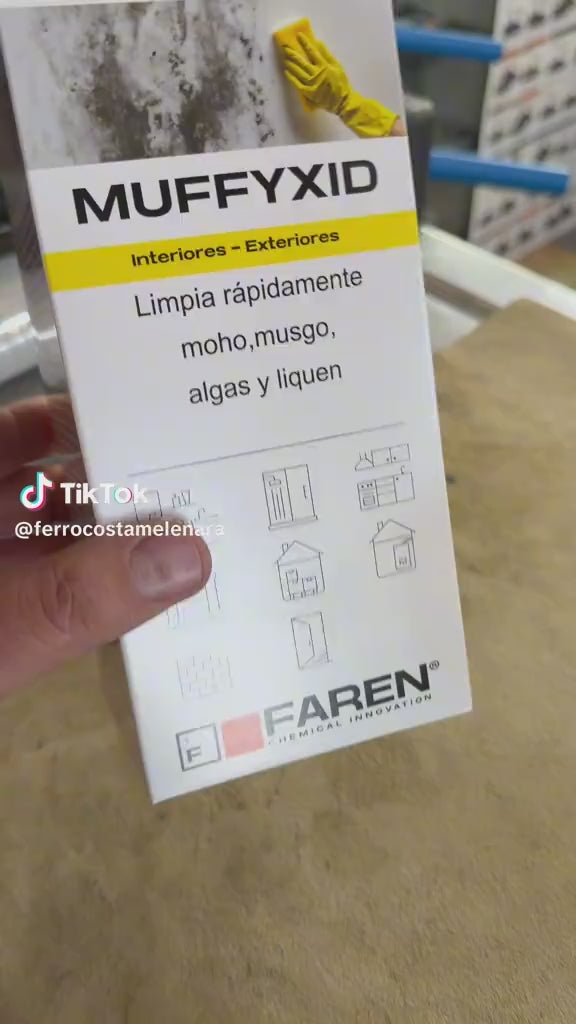 MUFFYXID
Interiores - Exteriores
Limpia rápidamente
moho,musgo,
algas y liquen
TikTok
@ferrocostamelenara
F
FAREN®
CHEMICAL INNOVATION